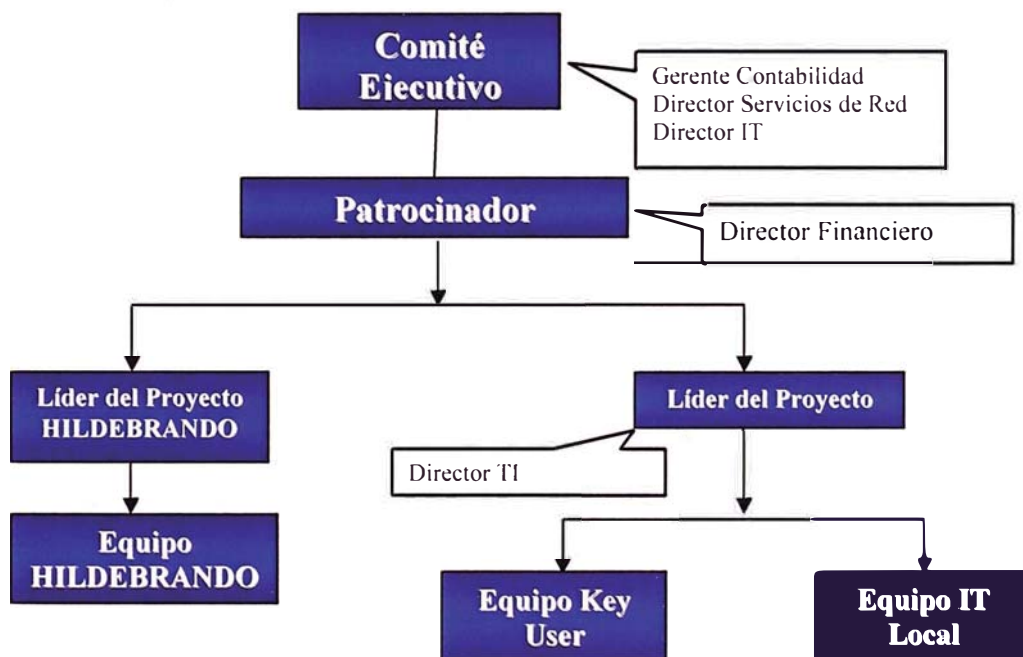 Comité
Ejecutivo
Gerente Contabilidad
Director Servicios de Red
Director IT
Patrocinador
Director Financiero
Líder del Proyecto
HILDEBRANDO
Líder del Proyecto
Director TI
Equipo
HILDEBRANDO
Equipo Key
User
Equipo IT
Local